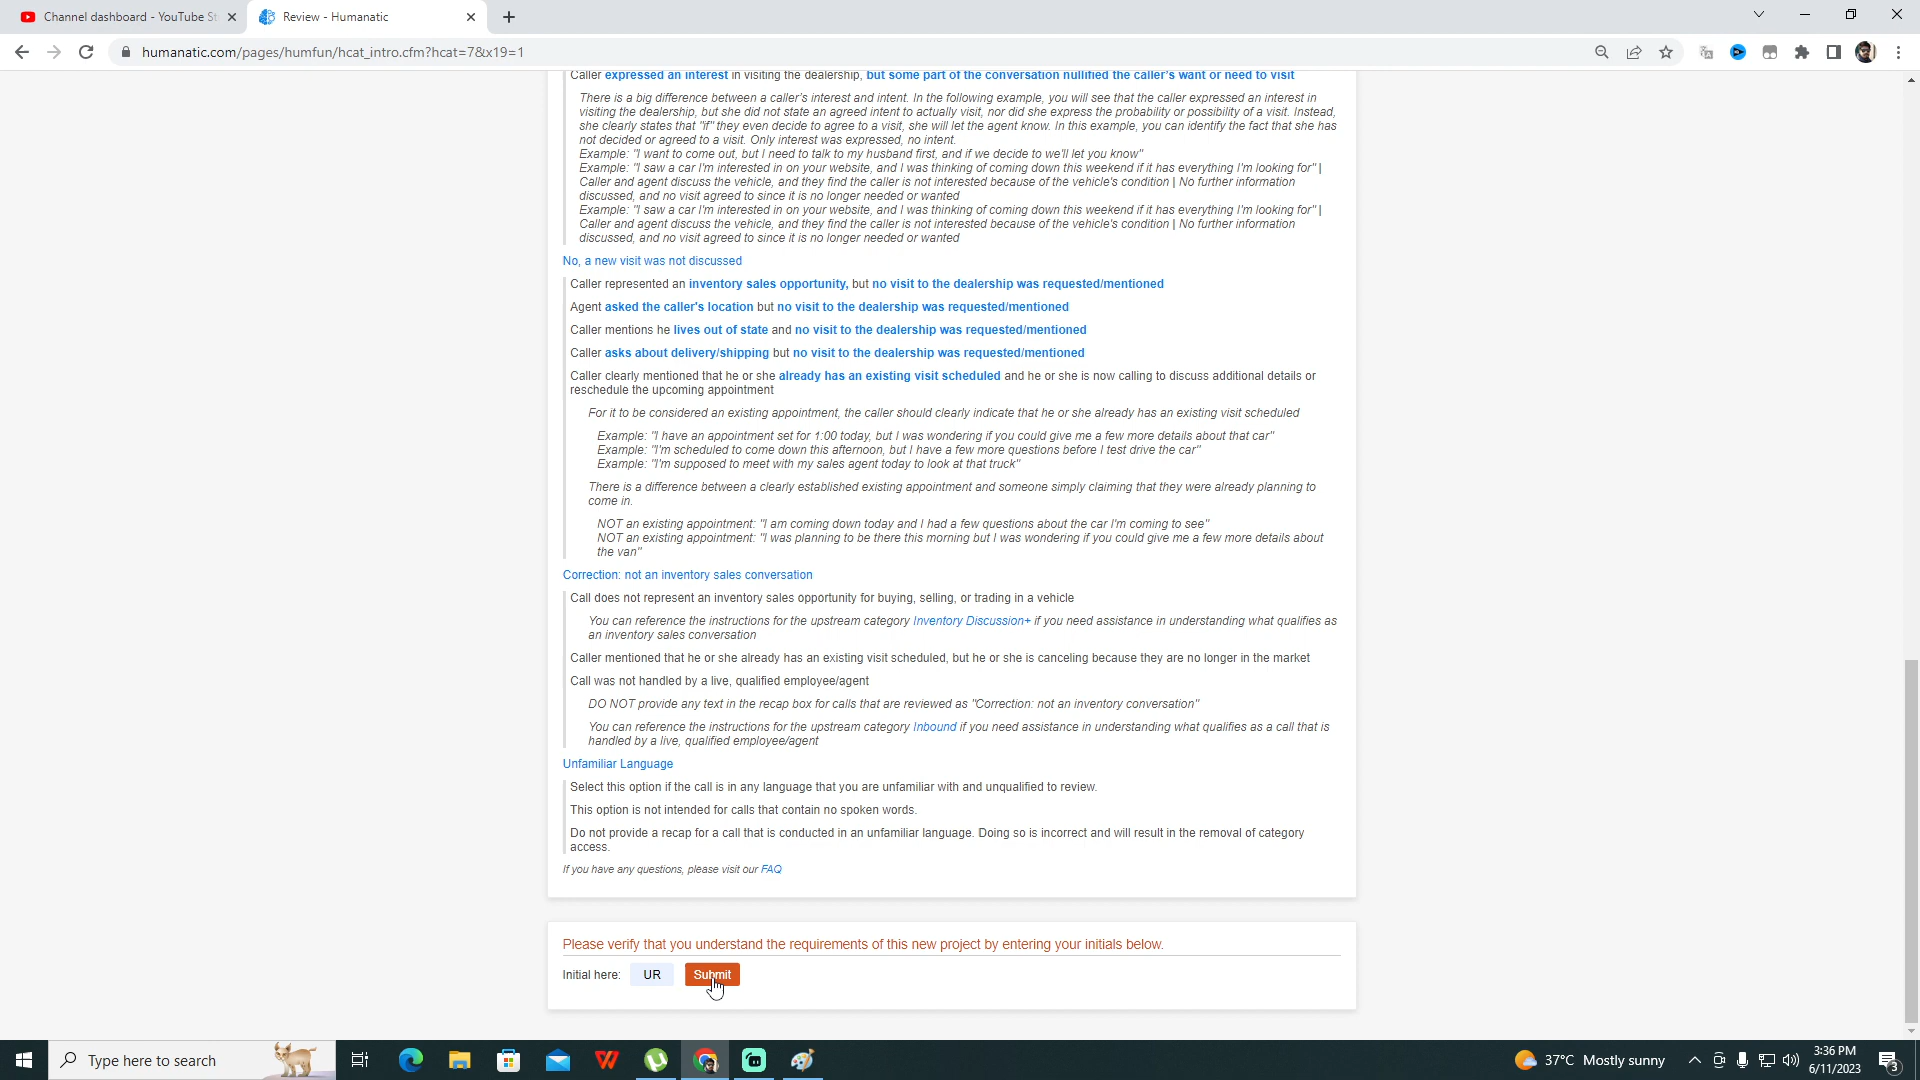 Channel dashboard - YouTube St
Review - Humanatic
humanatic.com/pages/humfun/hcat_intro.cfm?hcat=7&x19=1
Caller expressed an interest in visiting the dealership, but some part of the conversation nullified the caller's want or need to visit
There is a big difference between a caller's interest and intent. In the following example, you will see that the caller expressed an interest in
visiting the dealership, but she did not state an agreed intent to actually visit, nor did she express the probability or possibility of a visit. Instead,
she clearly states that "if" they even decide to agree to a visit, she will let the agent know. In this example, you can identify the fact that she has
not decided or agreed to a visit. Only interest was expressed, no intent.
Example: "I want to come out, but I need to talk to my husband first, and if we decide to we'll let you know"
Example: "I saw a car I'm interested in on your website, and I was thinking of coming down this weekend if it has everything I'm looking for" |
Caller and agent discuss the vehicle, and they find the caller is not interested because of the vehicle's condition | No further information
discussed, and no visit agreed to since it is no longer needed or wanted
Example: "I saw a car I'm interested in on your website, and I was thinking of coming down this weekend if it has everything I'm looking for" |
Caller and agent discuss the vehicle, and they find the caller is not interested because of the vehicle's condition | No further information
discussed, and no visit agreed to since it is no longer needed or wanted
No, a new visit was not discussed
Caller represented an inventory sales opportunity, but no visit to the dealership was requested/mentioned
Agent asked the caller's location but no visit to the dealership was requested/mentioned
Caller mentions he lives out of state and no visit to the dealership was requested/mentioned
Caller asks about delivery/shipping but no visit to the dealership was requested/mentioned
Caller clearly mentioned that he or she already has an existing visit scheduled and he or she is now calling to discuss additional details or
reschedule the upcoming appointment
For it to be considered an existing appointment, the caller should clearly indicate that he or she already has an existing visit scheduled
Example: "I have an appointment set for 1:00 today, but I was wondering if you could give me a few more details about that car"
Example: "I'm scheduled to come down this afternoon, but I have a few more questions before I test drive the car"
Example: "I'm supposed to meet with my sales agent today to look at that truck"
There is a difference between a clearly established existing appointment and someone simply claiming that they were already planning to
come in.
NOT an existing appointment: "I am coming down today and I had a few questions about the car I'm coming to see"
NOT an existing appointment: "I was planning to be there this morning but I was wondering if you could give me a few more details about
the van"
Correction: not an inventory sales conversation
Call does not represent an inventory sales opportunity for buying, selling, or trading in a vehicle
You can reference the instructions for the upstream category Inventory Discussion+ if you need assistance in understanding what qualifies as
an inventory sales conversation
Caller mentioned that he or she already has an existing visit scheduled, but he or she is canceling because they are no longer in the market
Call was not handled by a live, qualified employee/agent
DO NOT provide any text in the recap box for calls that are reviewed as "Correction: not an inventory conversation"
You can reference the instructions for the upstream category Inbound if you need assistance in understanding what qualifies as a call that is
handled by a live, qualified employee/agent
Unfamiliar Language
Select this option if the call is in any language that you are unfamiliar with and unqualified to review.
This option is not intended for calls that contain no spoken words.
Do not provide a recap for a call that is conducted in an unfamiliar language. Doing so is incorrect and will result in the removal of category
access.
If you have any questions, please visit our FAQ
Please verify that you understand the requirements of this new project by entering your initials below.
Initial here: UR Submit
Type here to search
37°C Mostly sunny
3:36 PM
6/11/2023
3